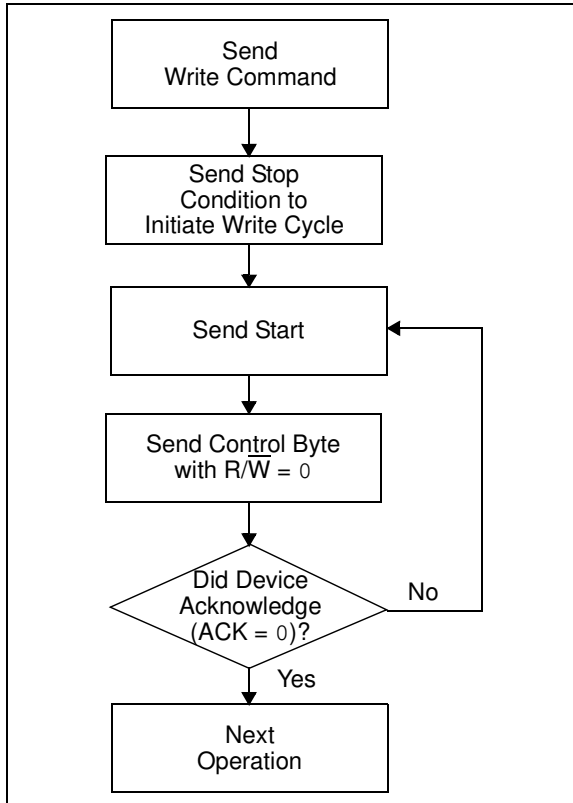 Send
Write Command
Send Stop
Condition to
Initiate Write Cycle
Send Start
Send Control Byte
with R/W̅ = 0
Did Device
Acknowledge
(ACK = 0)?
No
Yes
Next
Operation